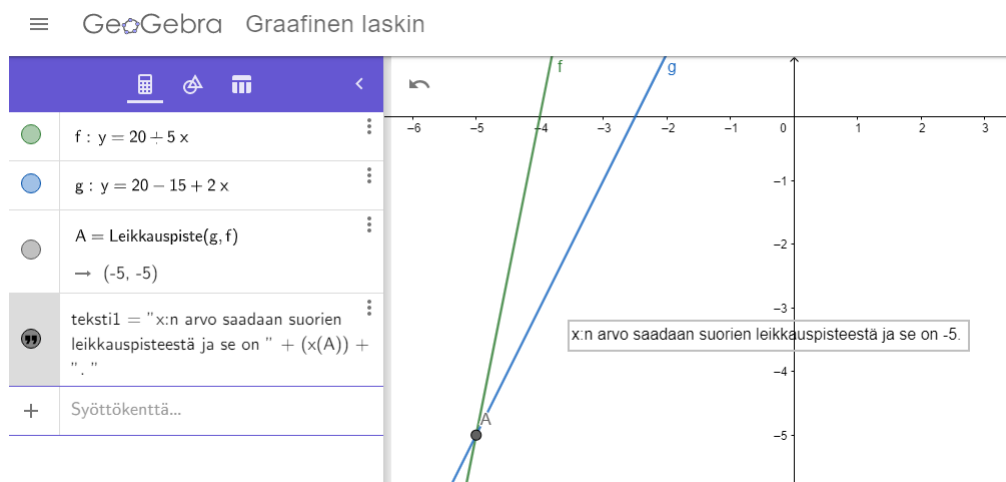 GeoGebra Graafinen laskin
f : y = 20 + 5 x
g : y = 20 − 15 + 2 x
A = Leikkauspiste(g, f)
→ (-5, -5)
teksti1 = "x:n arvo saadaan suorien
leikkauspisteestä ja se on " + (x(A)) +
". "
+ Syöttökenttä...
f
g
−6 −5 −4 −3 −2 −1 0 1 2 3
−1
−2
−3
x:n arvo saadaan suorien leikkauspisteestä ja se on -5.
−4
A
−5